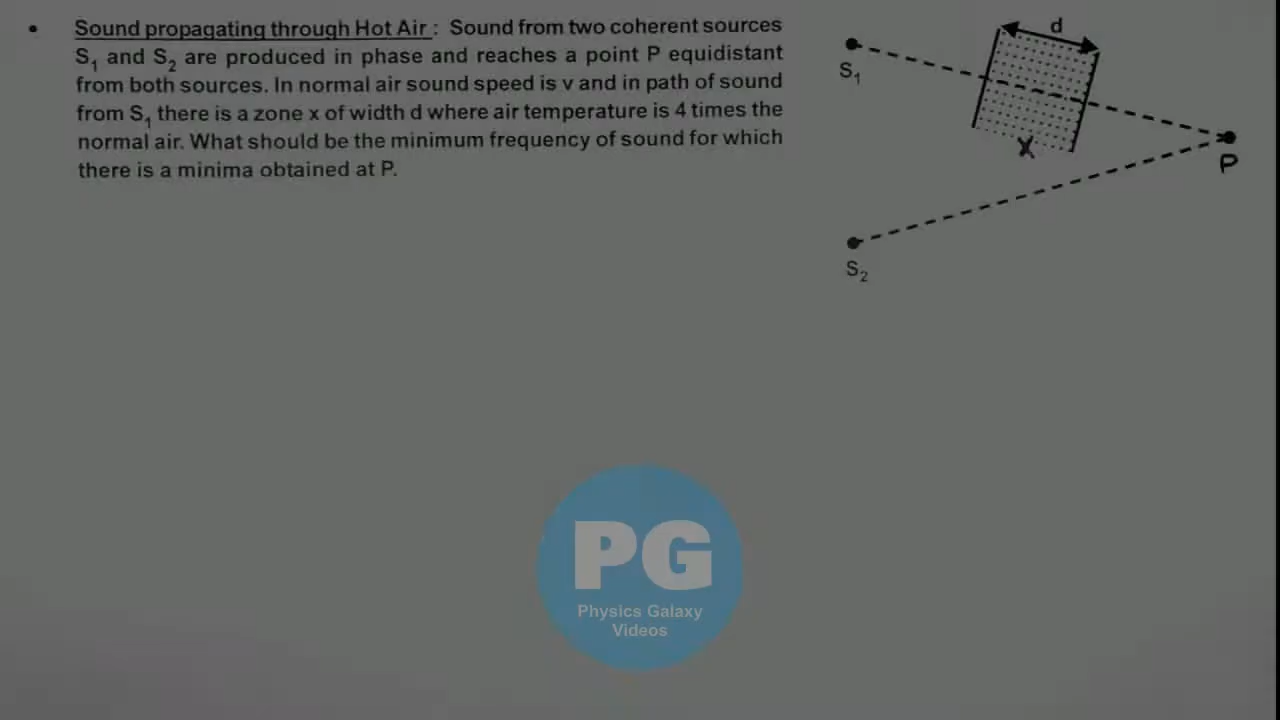 • Sound propagating through Hot Air : Sound from two coherent sources
S₁ and S₂ are produced in phase and reaches a point P equidistant
from both sources. In normal air sound speed is v and in path of sound
from S₁ there is a zone x of width d where air temperature is 4 times the
normal air. What should be the minimum frequency of sound for which
there is a minima obtained at P.
d
S₁
X
P
S₂
PG
Physics Galaxy
Videos